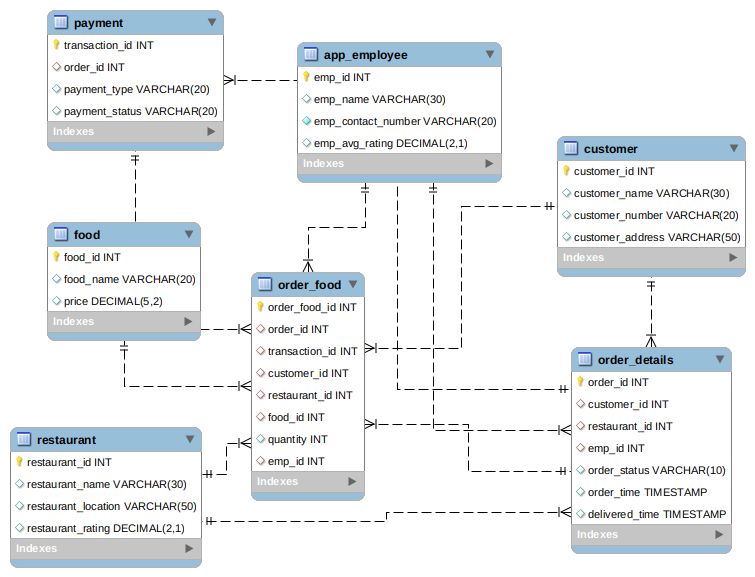 payment
transaction_id INT
order_id INT
payment_type VARCHAR(20)
payment_status VARCHAR(20)
Indexes
app_employee
emp_id INT
emp_name VARCHAR(30)
emp_contact_number VARCHAR(20)
emp_avg_rating DECIMAL(2,1)
Indexes
customer
customer_id INT
customer_name VARCHAR(30)
customer_number VARCHAR(20)
customer_address VARCHAR(50)
Indexes
food
food_id INT
food_name VARCHAR(20)
price DECIMAL(5,2)
Indexes
order_food
order_food_id INT
order_id INT
transaction_id INT
customer_id INT
restaurant_id INT
food_id INT
quantity INT
emp_id INT
Indexes
order_details
order_id INT
customer_id INT
restaurant_id INT
emp_id INT
order_status VARCHAR(10)
order_time TIMESTAMP
delivered_time TIMESTAMP
Indexes
restaurant
restaurant_id INT
restaurant_name VARCHAR(30)
restaurant_location VARCHAR(50)
restaurant_rating DECIMAL(2,1)
Indexes